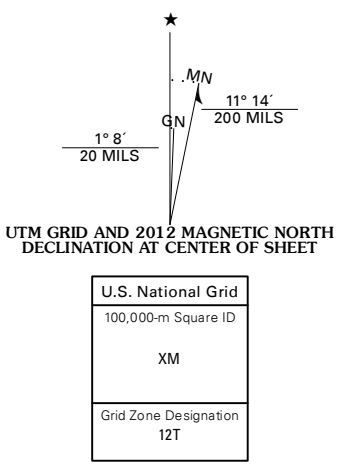 ★
MN
GN
11° 14´
200 MILS
1° 8´
20 MILS
UTM GRID AND 2012 MAGNETIC NORTH
DECLINATION AT CENTER OF SHEET
U.S. National Grid
100,000-m Square ID
XM
Grid Zone Designation
12T